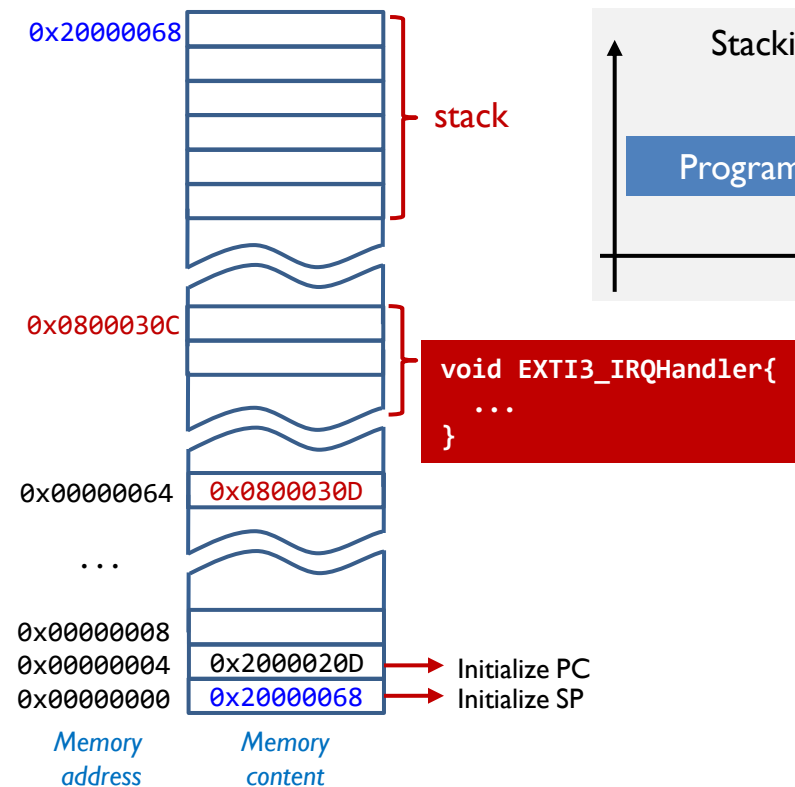 0x20000068
stack
Stacki
Program
0x0800030C
void EXTI3_IRQHandler{
...
}
0x00000064 0x0800030D
...
0x00000008
0x00000004 0x2000020D Initialize PC
0x00000000 0x20000068 Initialize SP
Memory address
Memory content